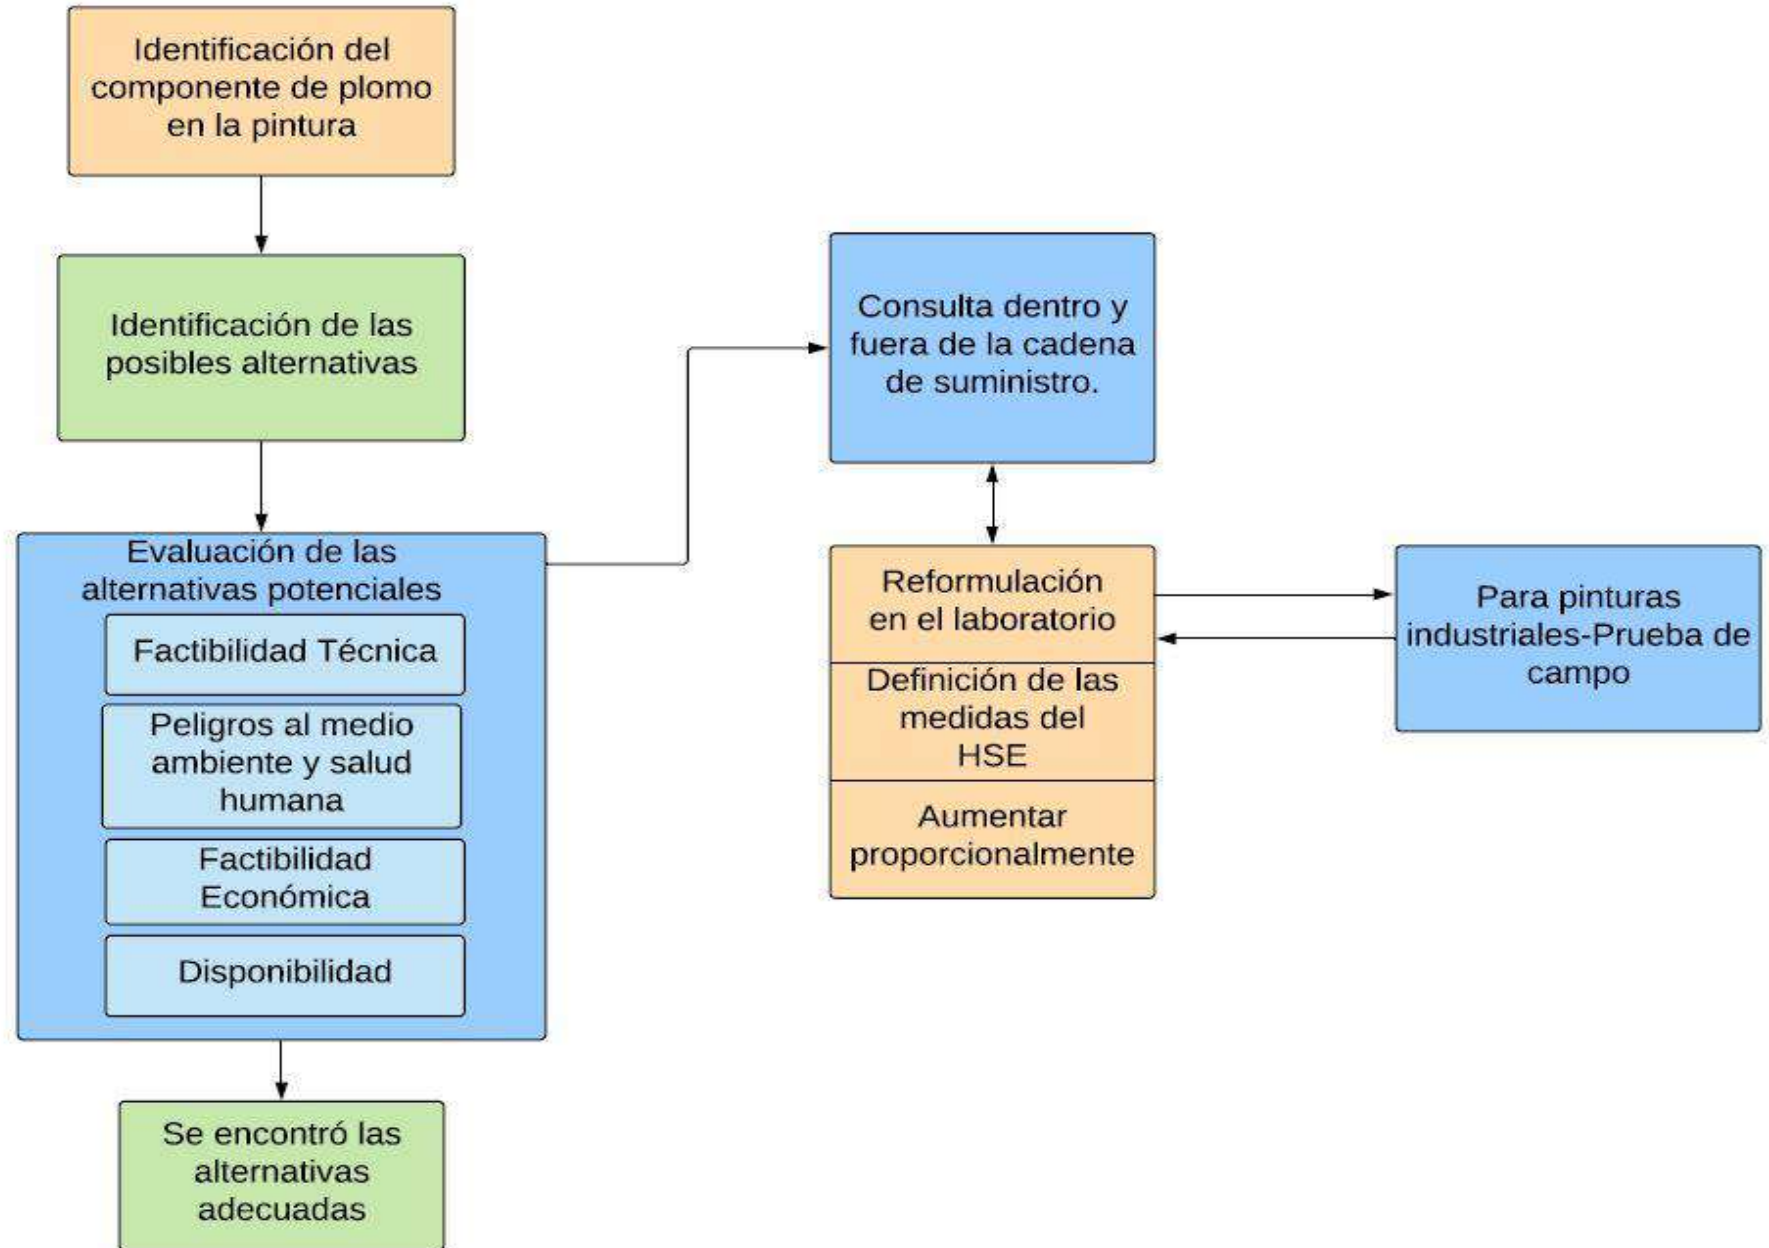 Identificación del
componente de plomo
en la pintura
Identificación de las
posibles alternativas
Evaluación de las
alternativas potenciales
Factibilidad Técnica
Peligros al medio
ambiente y salud
humana
Factibilidad
Económica
Disponibilidad
Se encontró las
alternativas
adecuadas
Consulta dentro y
fuera de la cadena
de suministro.
Reformulación
en el laboratorio
Definición de las
medidas del
HSE
Aumentar
proporcionalmente
Para pinturas
industriales-Prueba de
campo